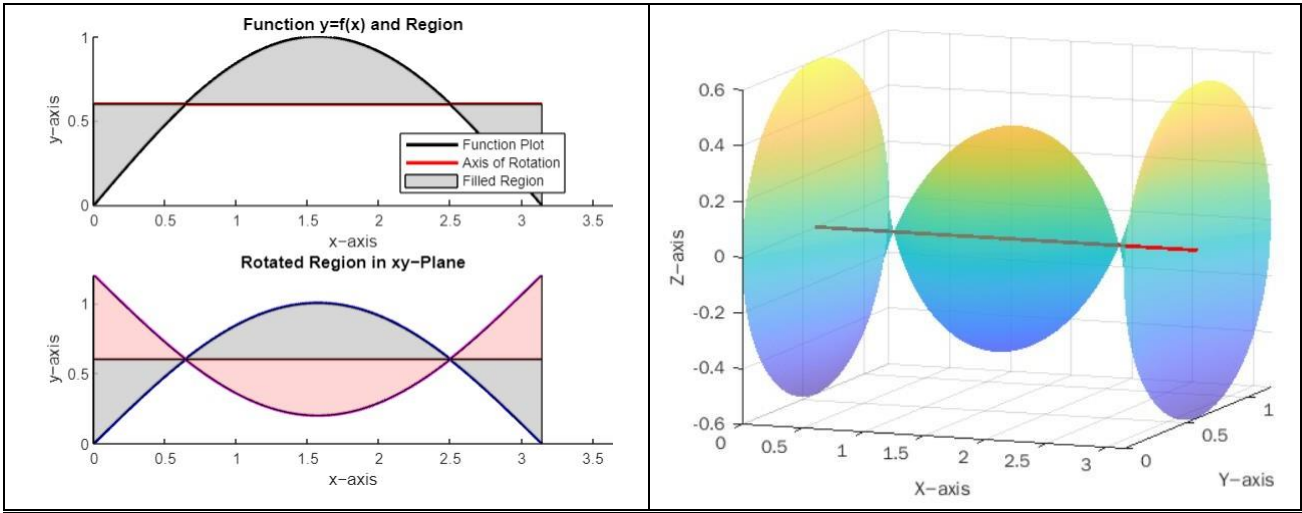 Function y=f(x) and Region
1
0.5
0
y−axis
Function Plot
Axis of Rotation
Filled Region
0 0.5 1 1.5 2 2.5 3 3.5
x−axis
Rotated Region in xy−Plane
1
0.5
0
y−axis
0 0.5 1 1.5 2 2.5 3 3.5
x−axis
0.6
0.4
0.2
0
-0.2
-0.4
-0.6
Z−axis
0 0.5 1 1.5 2 2.5 3
X−axis
0 0.5 1
Y−axis